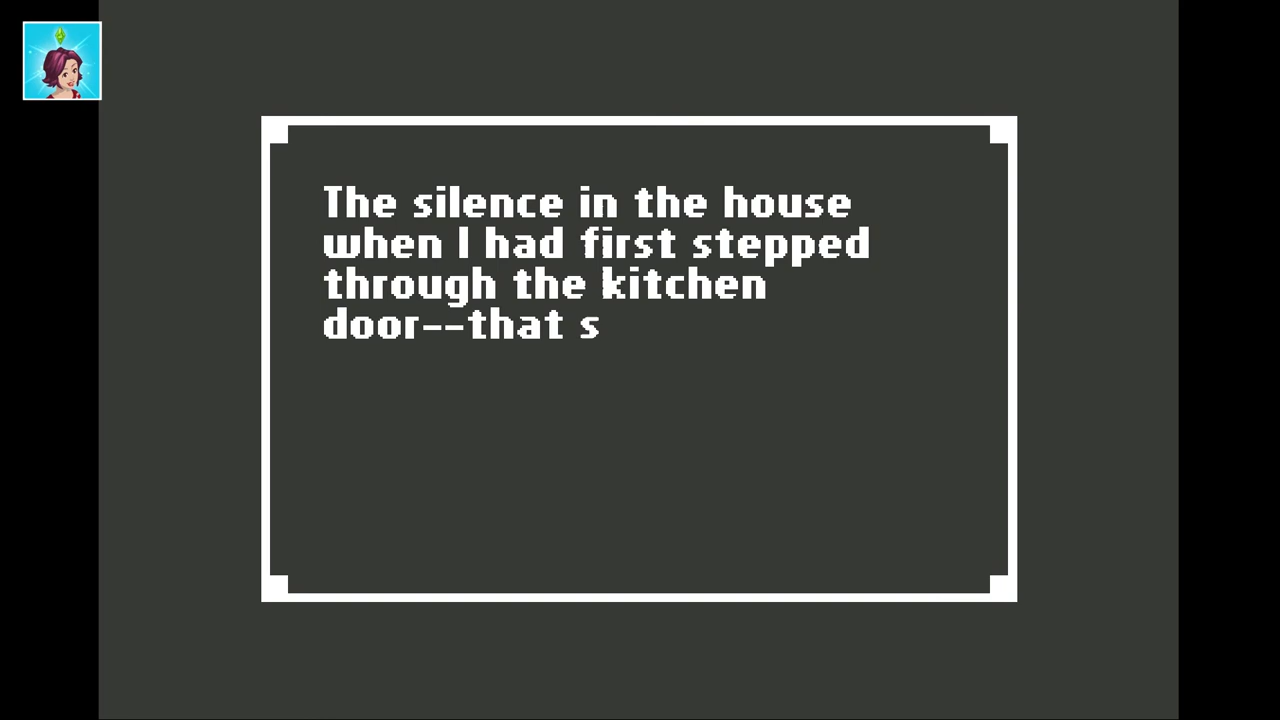 The silence in the house
when I had first stepped
through the kitchen
door--that s